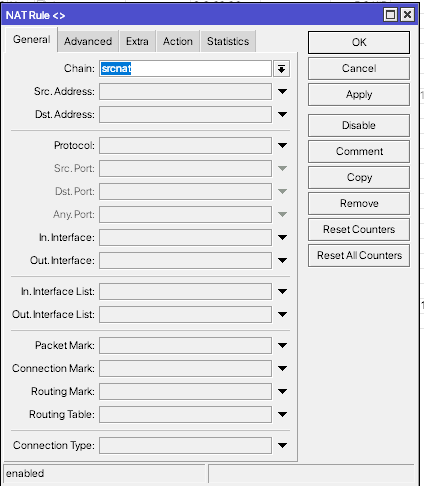 NAT Rule <>
General
Advanced
Extra
Action
Statistics
Chain: srcnat
Src. Address:
Dst. Address:
Protocol:
Src. Port:
Dst. Port:
Any. Port:
In. Interface:
Out. Interface:
In. Interface List:
Out. Interface List:
Packet Mark:
Connection Mark:
Routing Mark:
Routing Table:
Connection Type:
OK
Cancel
Apply
Disable
Comment
Copy
Remove
Reset Counters
Reset All Counters
enabled